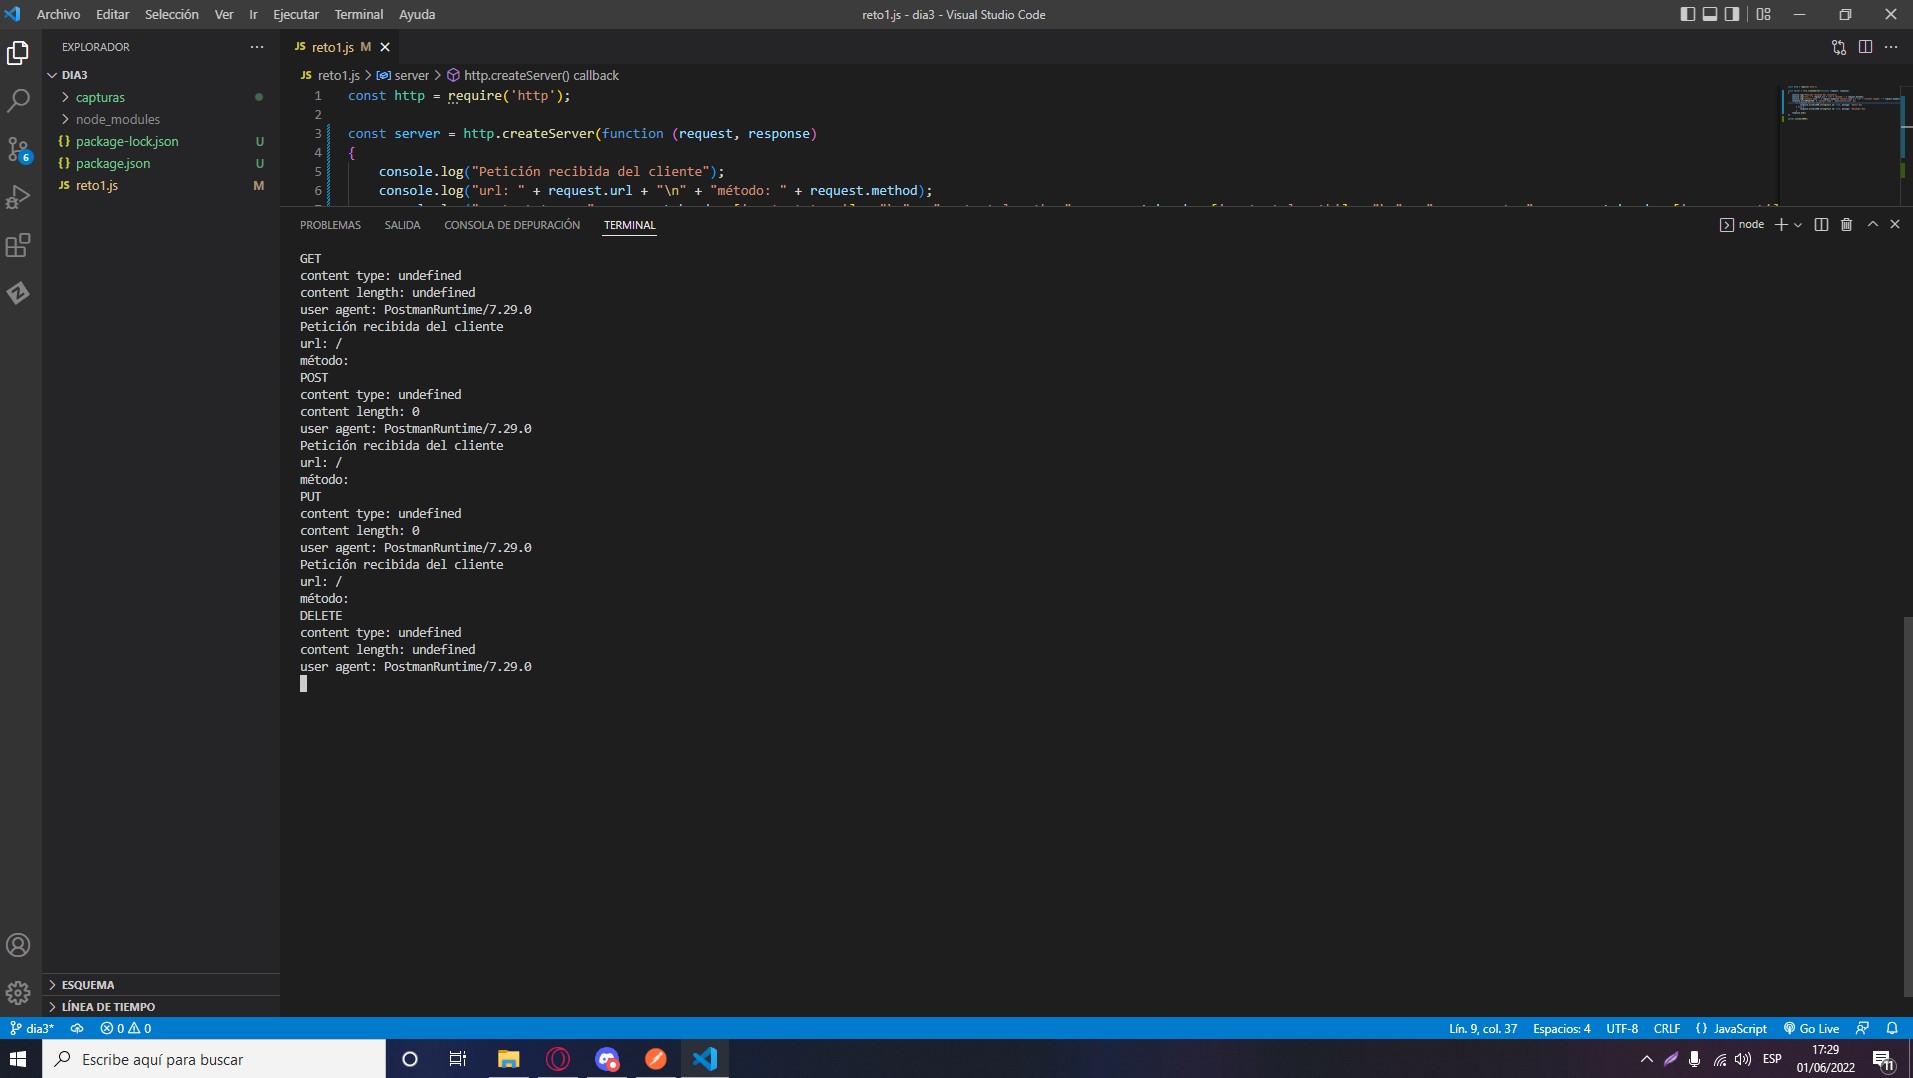 Archivo Editar Selección Ver Ir Ejecutar Terminal Ayuda
reto1.js - dia3 - Visual Studio Code
EXPLORADOR
DIA3
capturas
node_modules
package-lock.json U
package.json U
JS reto1.js M
6
JS reto1.js M
JS reto1.js > server > http.createServer() callback
1 const http = require('http');
2
3 const server = http.createServer(function (request, response)
4 {
5 console.log("Petición recibida del cliente");
6 console.log("url: " + request.url + "\n" + "método: " + request.method);
PROBLEMAS SALIDA CONSOLA DE DEPURACIÓN TERMINAL
node
GET
content type: undefined
content length: undefined
user agent: PostmanRuntime/7.29.0
Petición recibida del cliente
url: /
método:
POST
content type: undefined
content length: 0
user agent: PostmanRuntime/7.29.0
Petición recibida del cliente
url: /
método:
PUT
content type: undefined
content length: 0
user agent: PostmanRuntime/7.29.0
Petición recibida del cliente
url: /
método:
DELETE
content type: undefined
content length: undefined
user agent: PostmanRuntime/7.29.0
ESQUEMA
LÍNEA DE TIEMPO
dia3* 0 0 Lín. 9, col. 37 Espacios: 4 UTF-8 CRLF {} JavaScript Go Live
Escribe aquí para buscar
ESP
17:29
01/06/2022
11